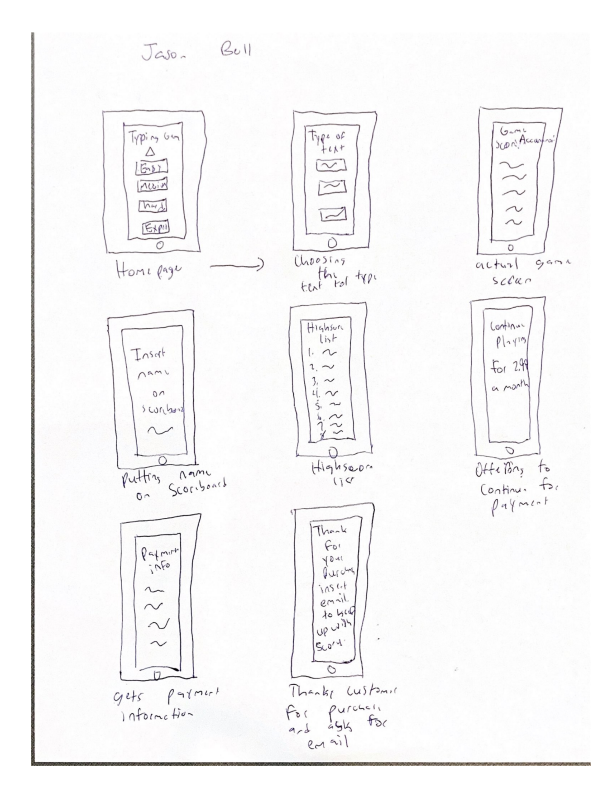 Jason Bell
Typing Gam
Easy
Medium
Hard
Expert
Home page
Type of
text
Choosing
the
text to type
Game
Score Accuracy
actual game
screen
Insert
name
on
scoreboard
Putting name
on Scoreboard
Highscore
List
1.
2.
3.
4.
5.
6.
7.
8.
Highscore
list
Continue
Playing
for 2.99
a month
Offering to
Continue for
payment
Payment
info
gets payment
information
Thank
for
your
Purchase
insert
email
to keep
up with
score
Thanks Customer
for purchase
and asks for
email